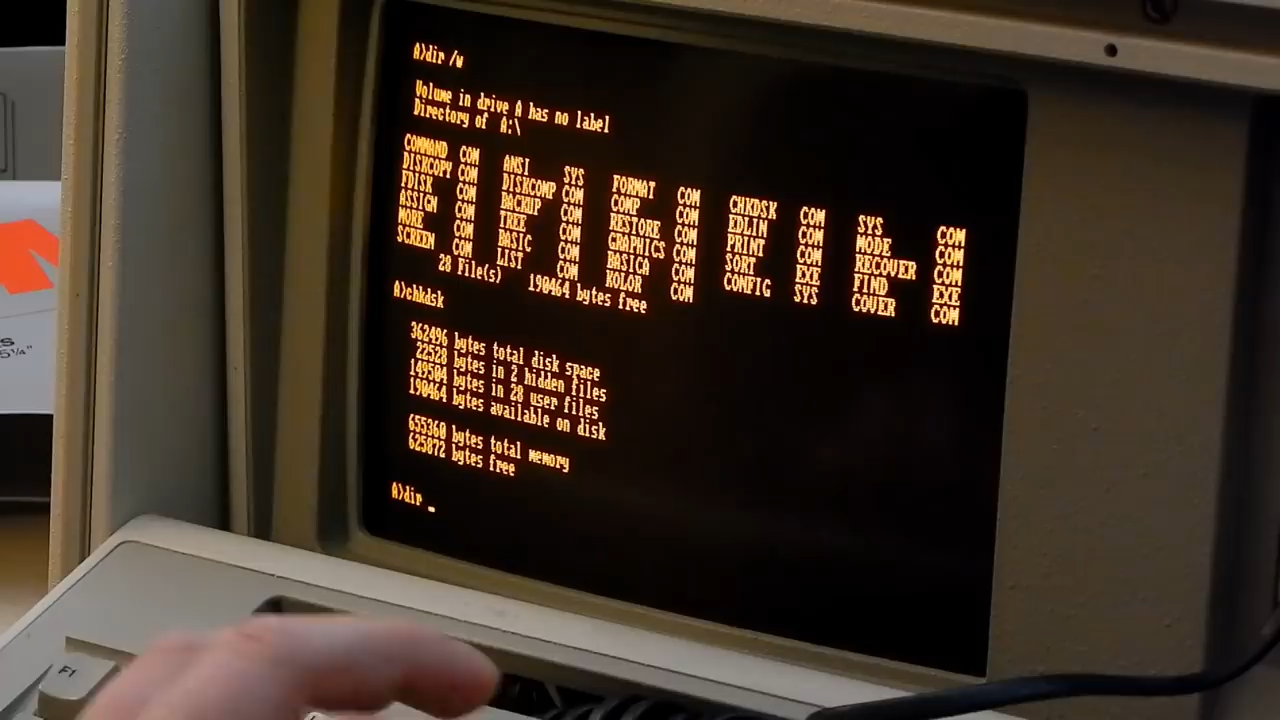 A>dir /w
Volume in drive A has no label
Directory of A:\
COMMAND COM ANSI SYS FORMAT COM CHKDSK COM SYS COM
DISKCOPY COM DISKCOMP COM COMP COM EDLIN COM MODE COM
FDISK COM BACKUP COM RESTORE COM PRINT COM RECOVER COM
ASSIGN COM TREE COM GRAPHICS COM SORT EXE FIND EXE
MORE COM BASIC COM BASICA COM CONFIG SYS COVER COM
SCREEN COM LIST COM KOLOR COM
28 File(s) 190464 bytes free
A>chkdsk
362496 bytes total disk space
22528 bytes in 2 hidden files
149504 bytes in 28 user files
190464 bytes available on disk
655360 bytes total memory
625872 bytes free
A>dir _
5¼"
F1